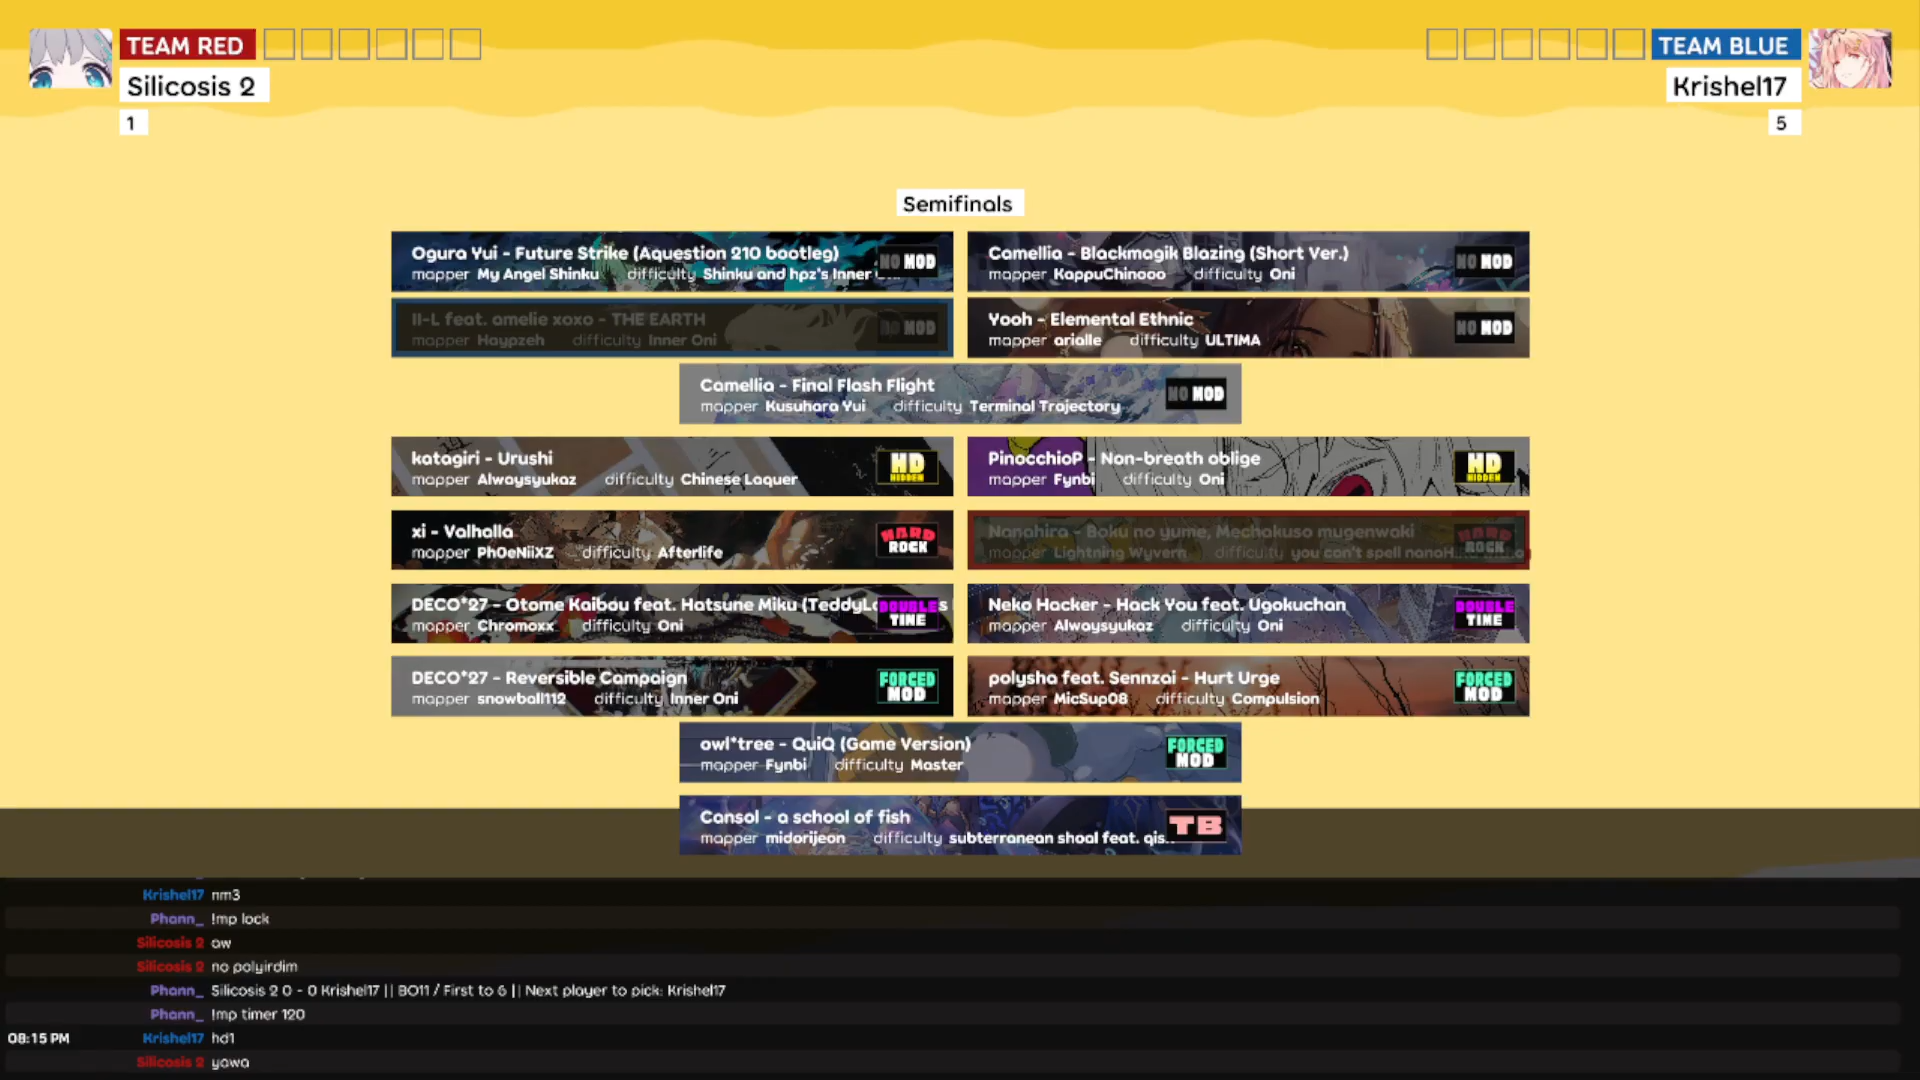 TEAM RED
Silicosis 2
1
TEAM BLUE
Krishel17
5
Semifinals
Ogura Yui - Future Strike (Aquestion 210 bootleg)
mapper My Angel Shinku difficulty Shinku and hpz's Inner
NO MOD
Camellia - Blackmagik Blazing (Short Ver.)
mapper KappuChinooo difficulty Oni
NO MOD
II-L feat. amelie xoxo - THE EARTH
mapper Haypzeh difficulty Inner Oni
NO MOD
Yooh - Elemental Ethnic
mapper arialle difficulty ULTIMA
NO MOD
Camellia - Final Flash Flight
mapper Kusuhara Yui difficulty Terminal Trajectory
NO MOD
katagiri - Urushi
mapper Alwaysyukaz difficulty Chinese Laquer
HD
HIDDEN
PinocchioP - Non-breath oblige
mapper Fynbi difficulty Oni
HD
HIDDEN
xi - Valhalla
mapper PhOeNiiXZ difficulty Afterlife
HARD
ROCK
Nanahira - Boku no yume, Mechakuso mugenwaki
mapper Lightning Wyvern difficulty you can't spell
HARD
ROCK
DECO*27 - Otome Kaibou feat. Hatsune Miku
mapper Chromoxx difficulty Oni
DOUBLE
TIME
Neko Hacker - Hack You feat. Ugokuchan
mapper Alwaysyukaz difficulty Oni
DOUBLE
TIME
DECO*27 - Reversible Campaign
mapper snowball112 difficulty Inner Oni
FORCED
MOD
polysha feat. Sennzai - Hurt Urge
mapper MicSup08 difficulty Compulsion
FORCED
MOD
owl*tree - QuiQ (Game Version)
mapper Fynbi difficulty Master
FORCED
MOD
Cansol - a school of fish
mapper midorijeon difficulty subterranean shoal feat. qis..
TB
Krishel17 nm3
Phann_ !mp lock
Silicosis 2 aw
Silicosis 2 no polyirdim
Phann_ Silicosis 2 0 - 0 Krishel17 || BO11 / First to 6 || Next player to pick: Krishel17
Phann_ !mp timer 120
08:15 PM Krishel17 hd1
Silicosis 2 yawa